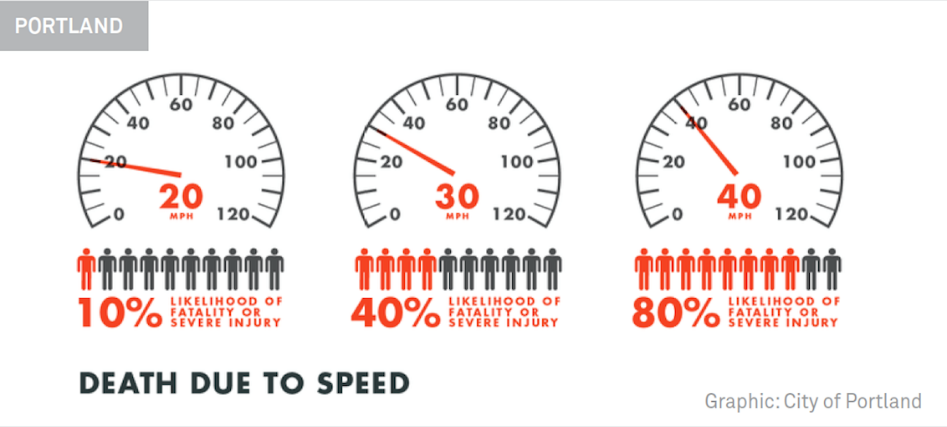 PORTLAND
0 20 40 60 80 100 120
20
MPH
0 20 40 60 80 100 120
30
MPH
0 20 40 60 80 100 120
40
MPH
10% LIKELIHOOD OF
FATALITY OR
SEVERE INJURY
40% LIKELIHOOD OF
FATALITY OR
SEVERE INJURY
80% LIKELIHOOD OF
FATALITY OR
SEVERE INJURY
DEATH DUE TO SPEED
Graphic: City of Portland